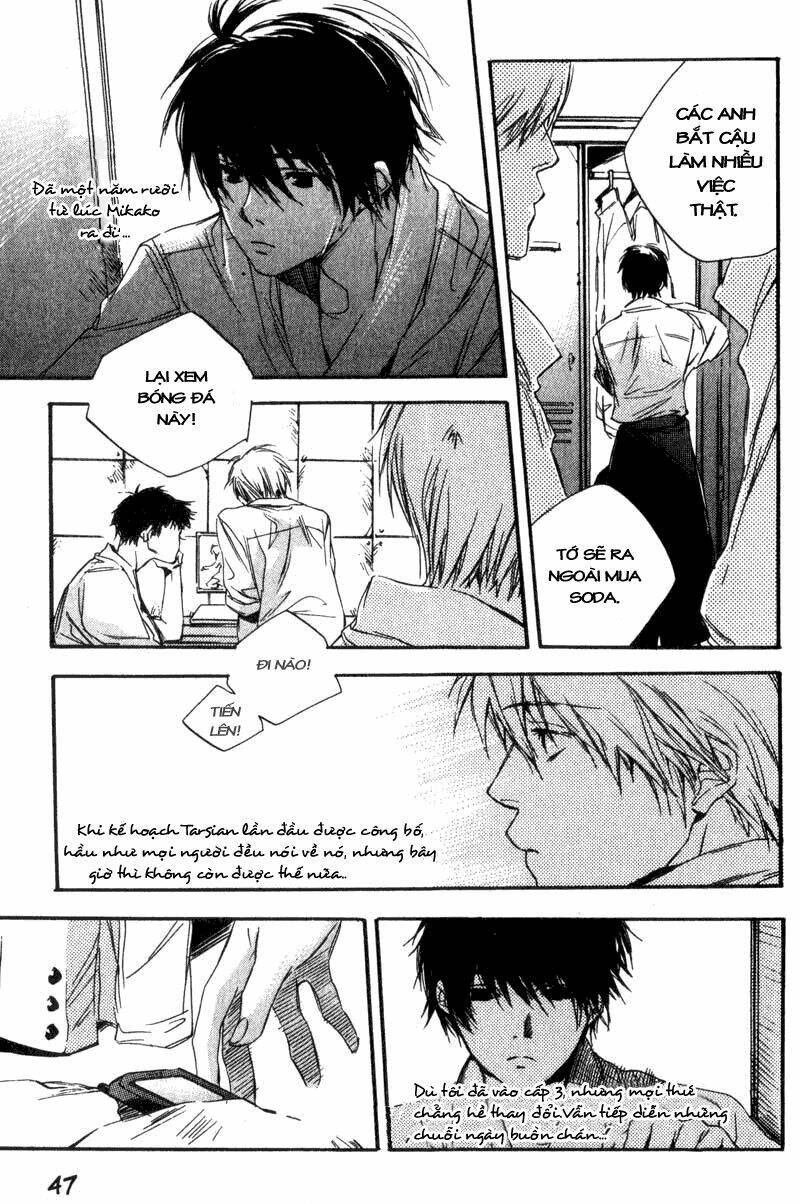 CÁC ANH
BẮT CẬU
LÀM NHIỀU
VIỆC
THẬT.
TỚ SẼ RA
NGOÀI MUA
SODA.
Đã một năm rưỡi
từ lúc Mikako
ra đi...
LẠI XEM
BÓNG ĐÁ
NÀY!
ĐI NÀO!
TIẾN
LÊN!
Khi kế hoạch Tarsian lần đầu được công bố,
hầu như mọi người đều nói về nó, nhưng bây
giờ thì không còn được thế nữa..
Dù tôi đã vào cấp 3, nhưng mọi thứ
chẳng hề thay đổi.Vẫn tiếp diễn những
chuỗi ngày buồn chán...
47